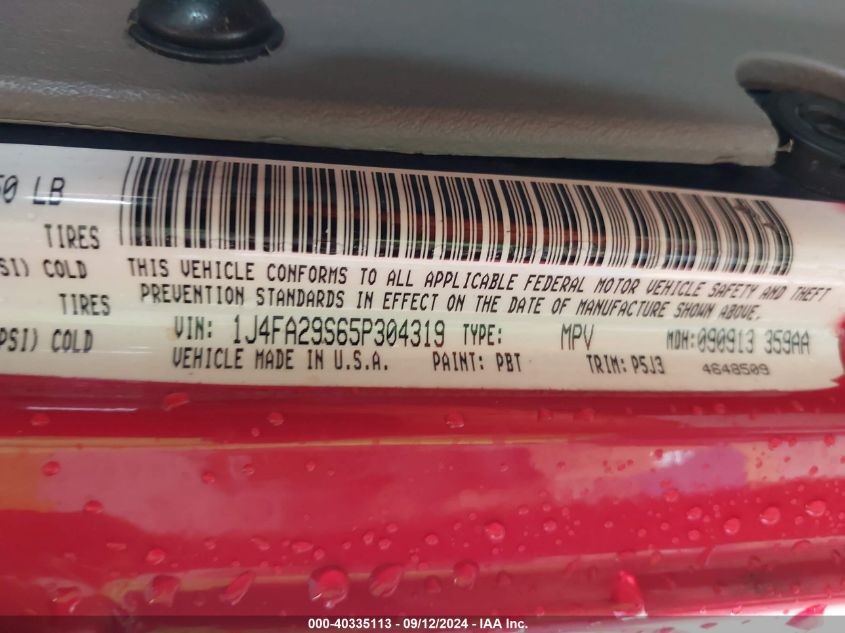 50 LB
TIRES
SI) COLD
TIRES
PSI) COLD
THIS VEHICLE CONFORMS TO ALL APPLICABLE FEDERAL MOTOR VEHICLE SAFETY AND THEFT
PREVENTION STANDARDS IN EFFECT ON THE DATE OF MANUFACTURE SHOWN ABOVE.
VIN: 1J4FA29S65P304319 TYPE: MPV MDH: 090913 359AA
VEHICLE MADE IN U.S.A. PAINT: PBT TRIM: P5J3 4648509
000-40335113 - 09/12/2024 - IAA Inc.